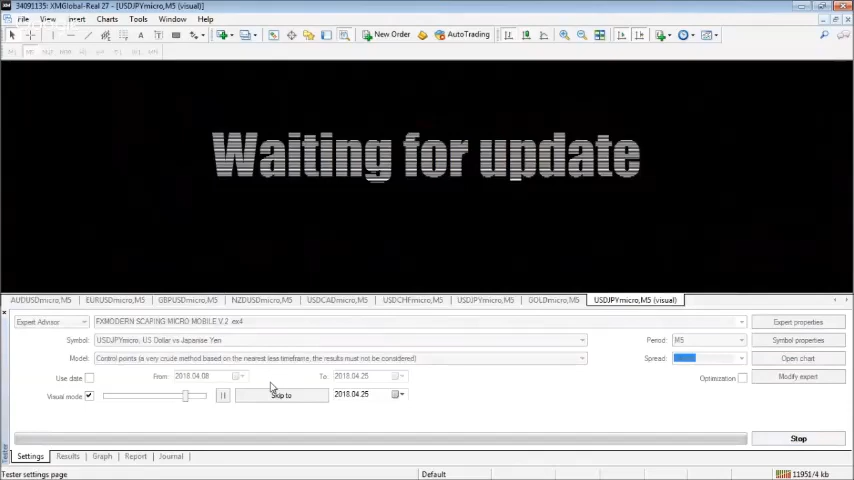 34091135: XMGlobal-Real 27 - [USDJPYmicro,M5 (visual)]
File View Insert Charts Tools Window Help
New Order AutoTrading
Waiting for update
AUDUSDmicro,M5 EURUSDmicro,M5 GBPUSDmicro,M5 NZDUSDmicro,M5 USDCADmicro,M5 USDCHFmicro,M5 USDJPYmicro,M5 GOLDmicro,M5 USDJPYmicro,M5 (visual)
Expert Advisor FXMODERN SCAPING MICRO MOBILE V.2 .ex4 Expert properties
Symbol: USDJPYmicro, US Dollar vs Japanese Yen Period: M5 Symbol properties
Model: Control points (a very crude method based on the nearest less timeframe, the results must not be considered) Spread: Open chart
Use date From: 2018.04.08 To: 2018.04.25 Optimization Modify expert
Visual mode Skip to 2018.04.25
Stop
Tester
Settings Results Graph Report Journal
Tester settings page Default 11951/4 kb